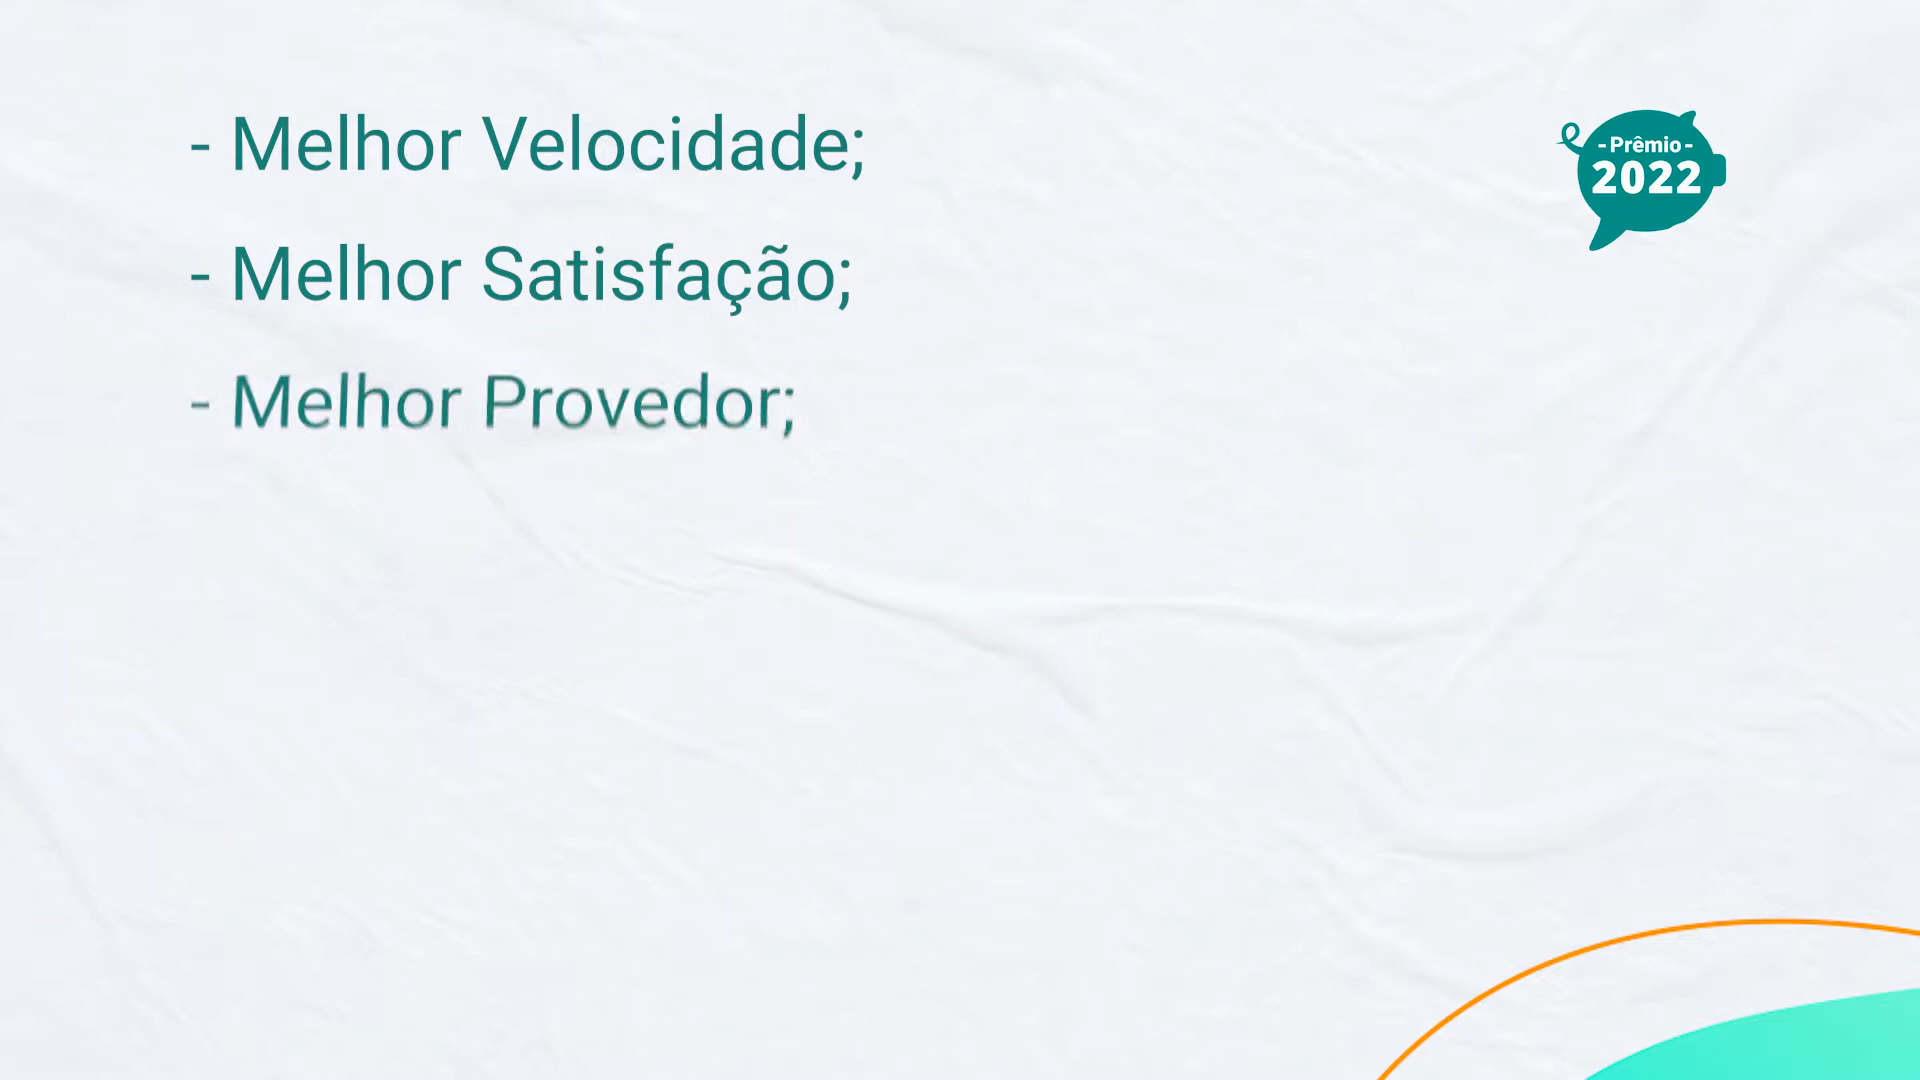 - Melhor Velocidade;
- Melhor Satisfação;
- Melhor Provedor;
- Prêmio -
2022